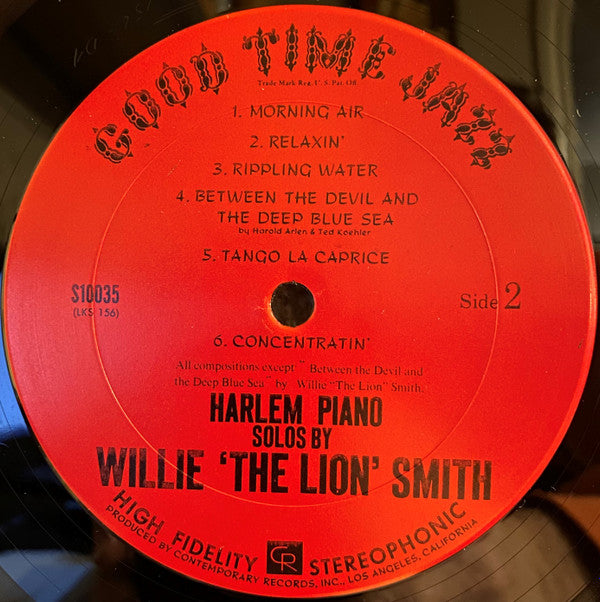 GOOD TIME JAZZ
Trade Mark Reg. U. S. Pat. Off.
1. MORNING AIR
2. RELAXIN'
3. RIPPLING WATER
4. BETWEEN THE DEVIL AND
THE DEEP BLUE SEA
by Harold Arlen & Ted Koehler
5. TANGO LA CAPRICE
S10035
(LKS 156)
Side 2
6. CONCENTRATIN'
All compositions except "Between the Devil and
the Deep Blue Sea" by Willie "The Lion" Smith.
HARLEM PIANO
SOLOS BY
WILLIE 'THE LION' SMITH
HIGH FIDELITY CR STEREOPHONIC
PRODUCED BY CONTEMPORARY RECORDS, INC., LOS ANGELES, CALIFORNIA